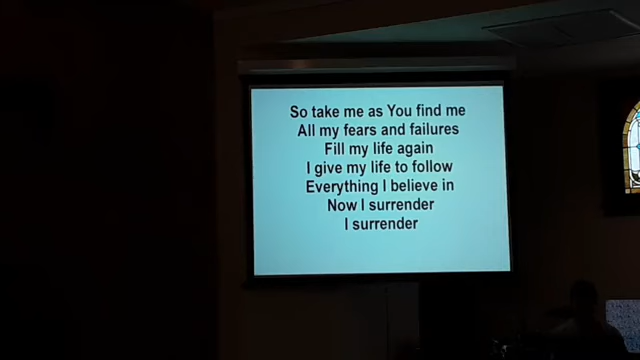 So take me as You find me
All my fears and failures
Fill my life again
I give my life to follow
Everything I believe in
Now I surrender
I surrender